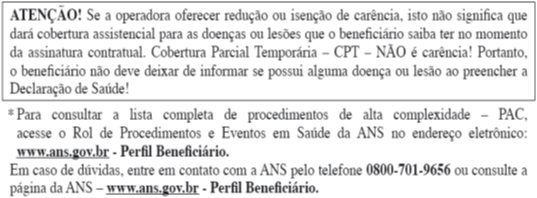 ATENÇÃO! Se a operadora oferecer redução ou isenção de carência, isto não significa que
dará cobertura assistencial para as doenças ou lesões que o beneficiário saiba ter no momento
da assinatura contratual. Cobertura Parcial Temporária – CPT – NÃO é carência! Portanto,
o beneficiário não deve deixar de informar se possui alguma doença ou lesão ao preencher a
Declaração de Saúde!
* Para consultar a lista completa de procedimentos de alta complexidade – PAC,
acesse o Rol de Procedimentos e Eventos em Saúde da ANS no endereço eletrônico:
www.ans.gov.br - Perfil Beneficiário.
Em caso de dúvidas, entre em contato com a ANS pelo telefone 0800-701-9656 ou consulte a
página da ANS – www.ans.gov.br - Perfil Beneficiário.